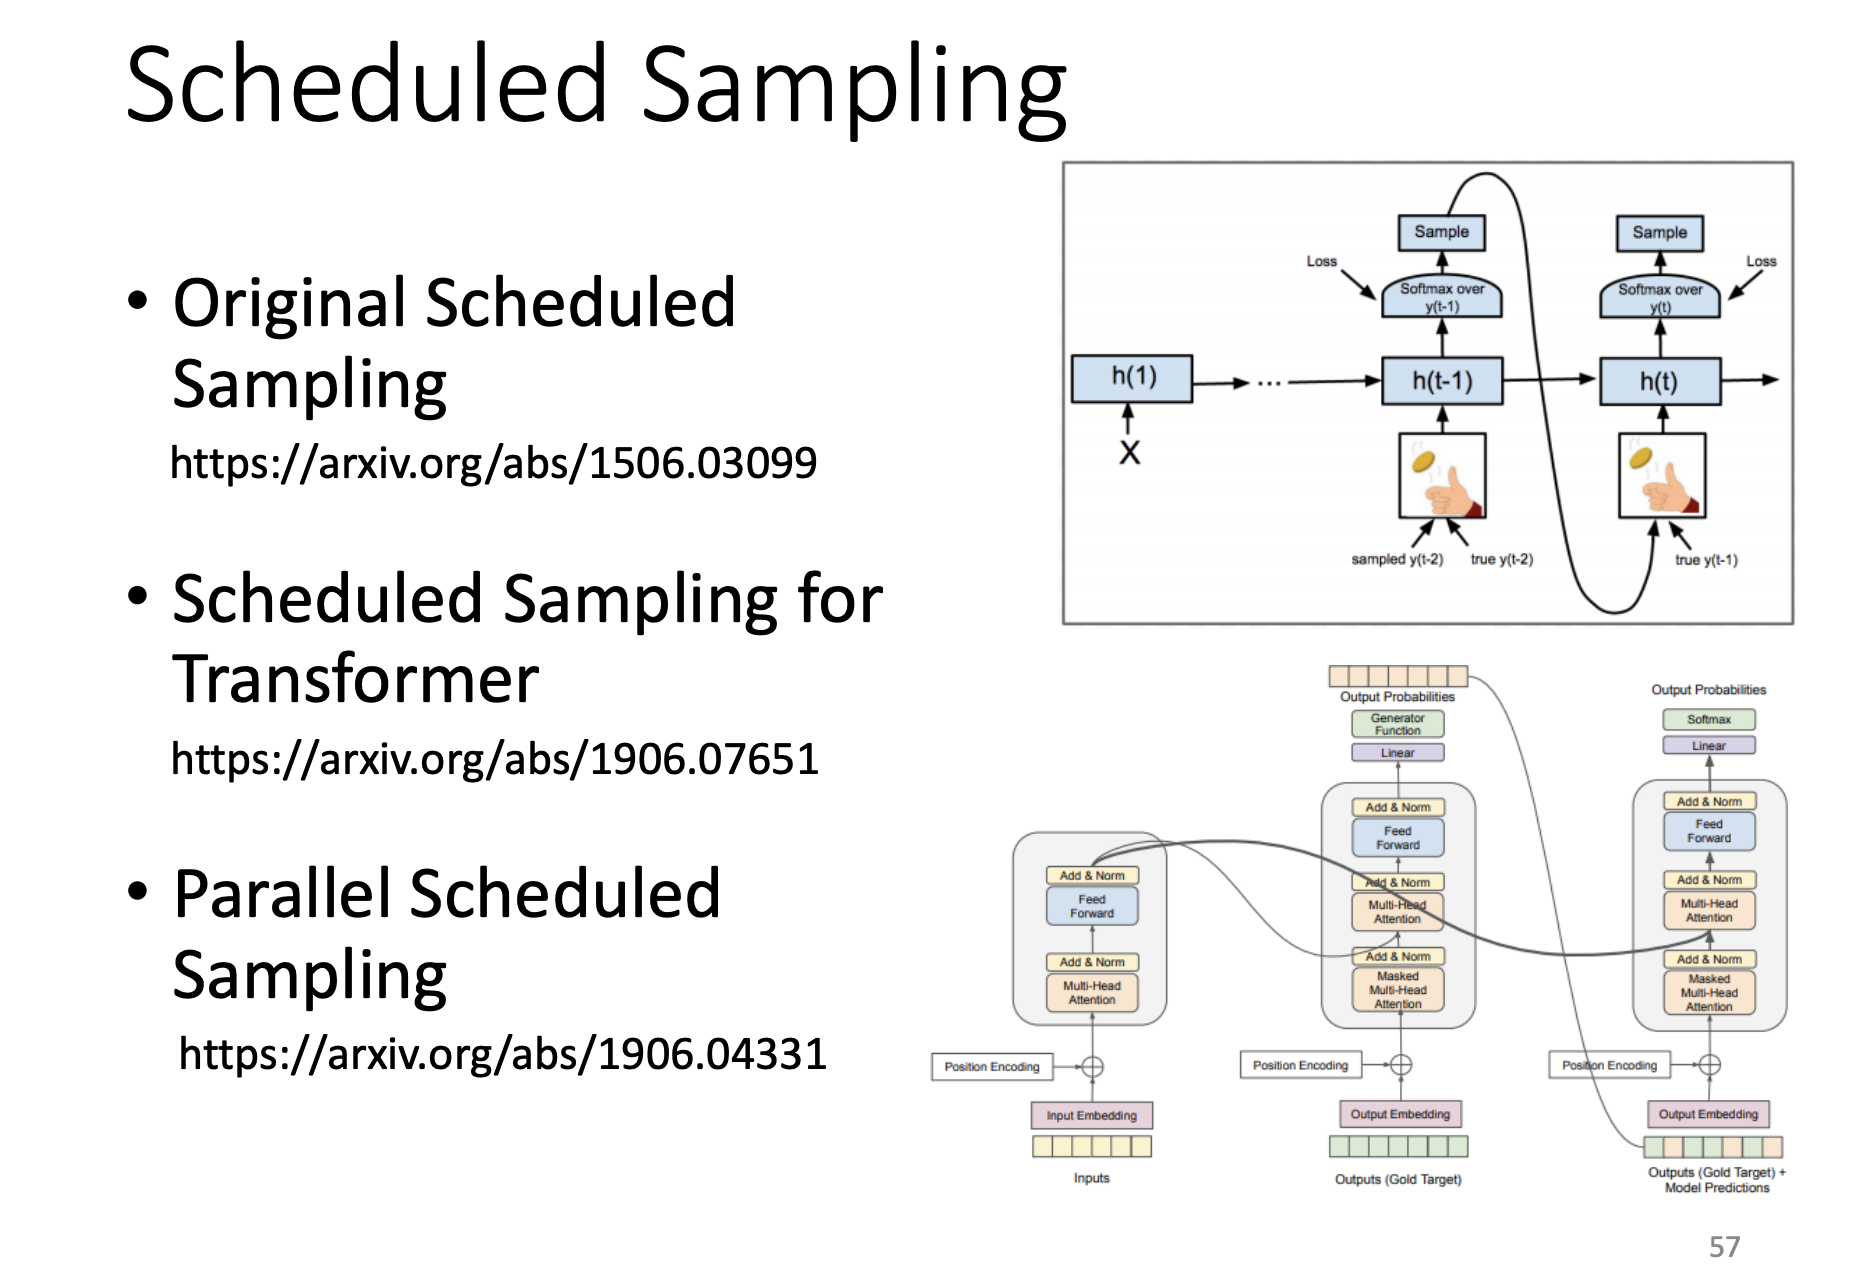 Scheduled Sampling
• Original Scheduled
Sampling
https://arxiv.org/abs/1506.03099
• Scheduled Sampling for
Transformer
https://arxiv.org/abs/1906.07651
• Parallel Scheduled
Sampling
https://arxiv.org/abs/1906.04331
Sample
Sample
Loss
Loss
Softmax over
y(t-1)
Softmax over
y(t)
h(1)
...
h(t-1)
h(t)
X
sampled y(t-2)
true y(t-2)
true y(t-1)
Output Probabilities
Generator
Function
Linear
Add & Norm
Feed
Forward
Add & Norm
Multi-Head
Attention
Add & Norm
Masked
Multi-Head
Attention
Position Encoding
Output Embedding
Outputs (Gold Target)
Output Probabilities
Softmax
Linear
Add & Norm
Feed
Forward
Add & Norm
Multi-Head
Attention
Add & Norm
Masked
Multi-Head
Attention
Position Encoding
Output Embedding
Outputs (Gold Target) +
Model Predictions
Add & Norm
Feed
Forward
Add & Norm
Multi-Head
Attention
Position Encoding
Input Embedding
Inputs
57